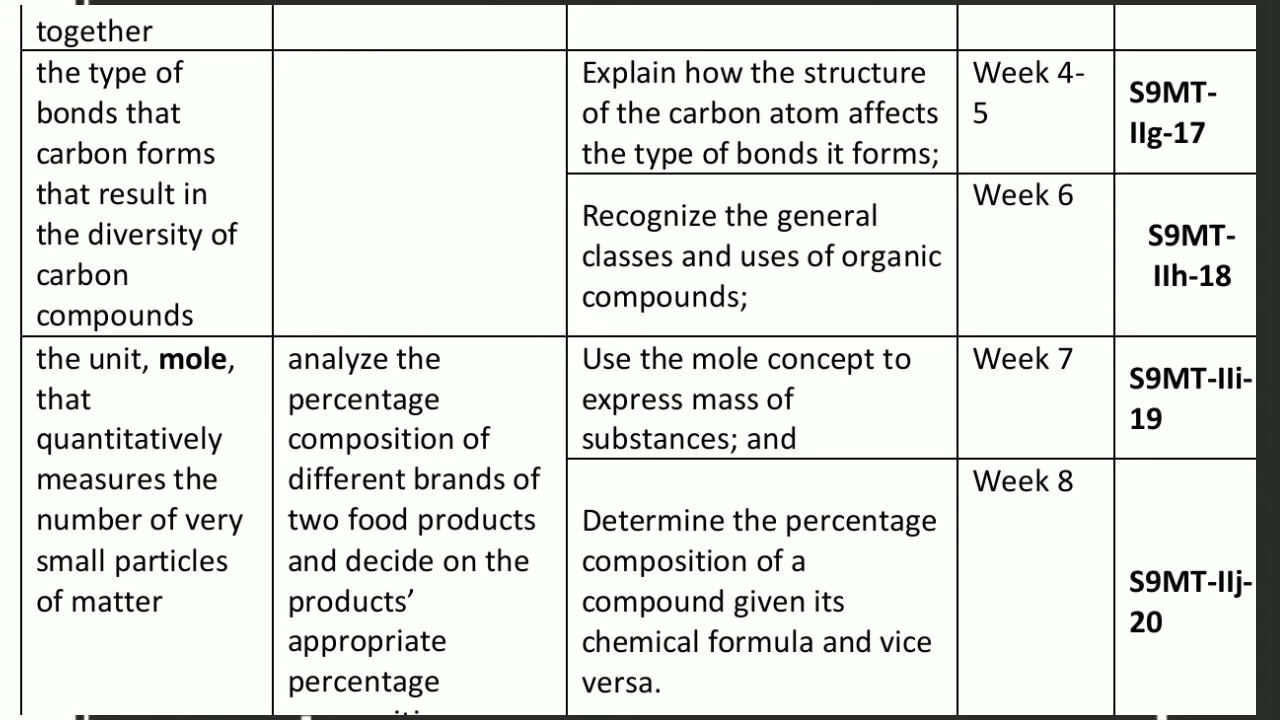 together
the type of
bonds that
carbon forms
that result in
the diversity of
carbon
compounds
Explain how the structure
of the carbon atom affects
the type of bonds it forms;
Week 4-
5
S9MT-
IIg-17
Recognize the general
classes and uses of organic
compounds;
Week 6
S9MT-
IIh-18
the unit, mole,
that
quantitatively
measures the
number of very
small particles
of matter
analyze the
percentage
composition of
different brands of
two food products
and decide on the
products’
appropriate
percentage
Use the mole concept to
express mass of
substances; and
Week 7
S9MT-IIi-
19
Determine the percentage
composition of a
compound given its
chemical formula and vice
versa.
Week 8
S9MT-IIj-
20